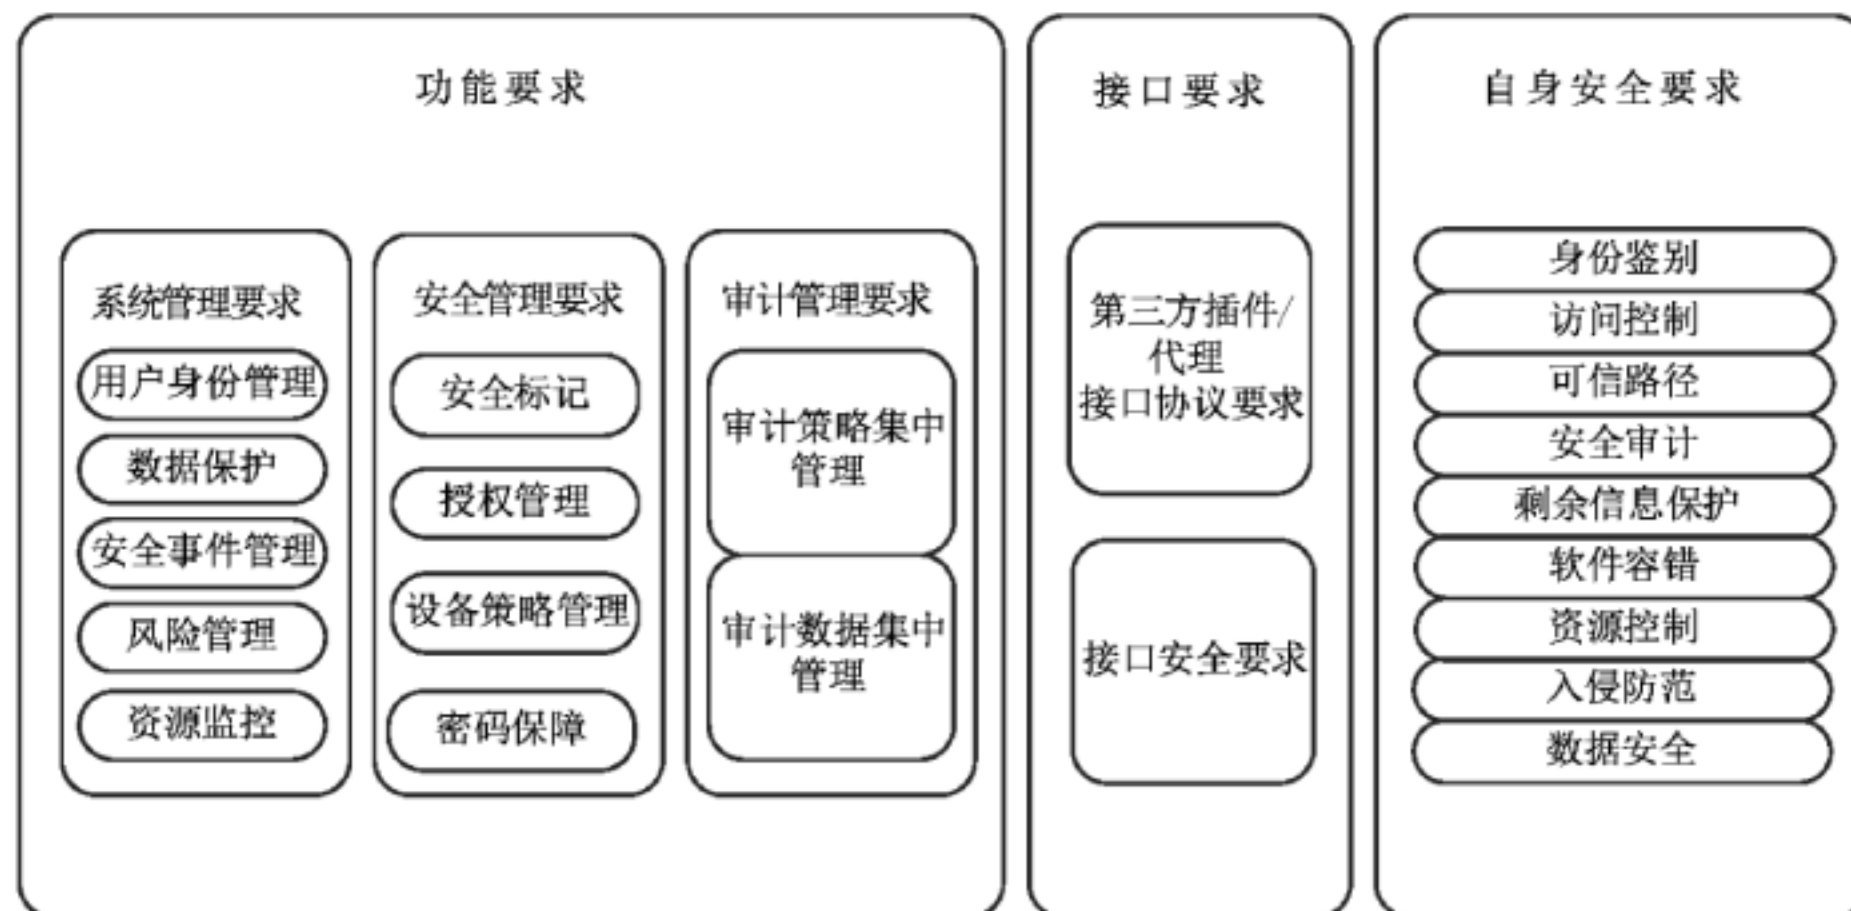 功能要求
系统管理要求
用户身份管理
数据保护
安全事件管理
风险管理
资源监控
安全管理要求
安全标记
授权管理
设备策略管理
密码保障
审计管理要求
审计策略集中
管理
审计数据集中
管理
接口要求
第三方插件/
代理
接口协议要求
接口安全要求
自身安全要求
身份鉴别
访问控制
可信路径
安全审计
剩余信息保护
软件容错
资源控制
入侵防范
数据安全